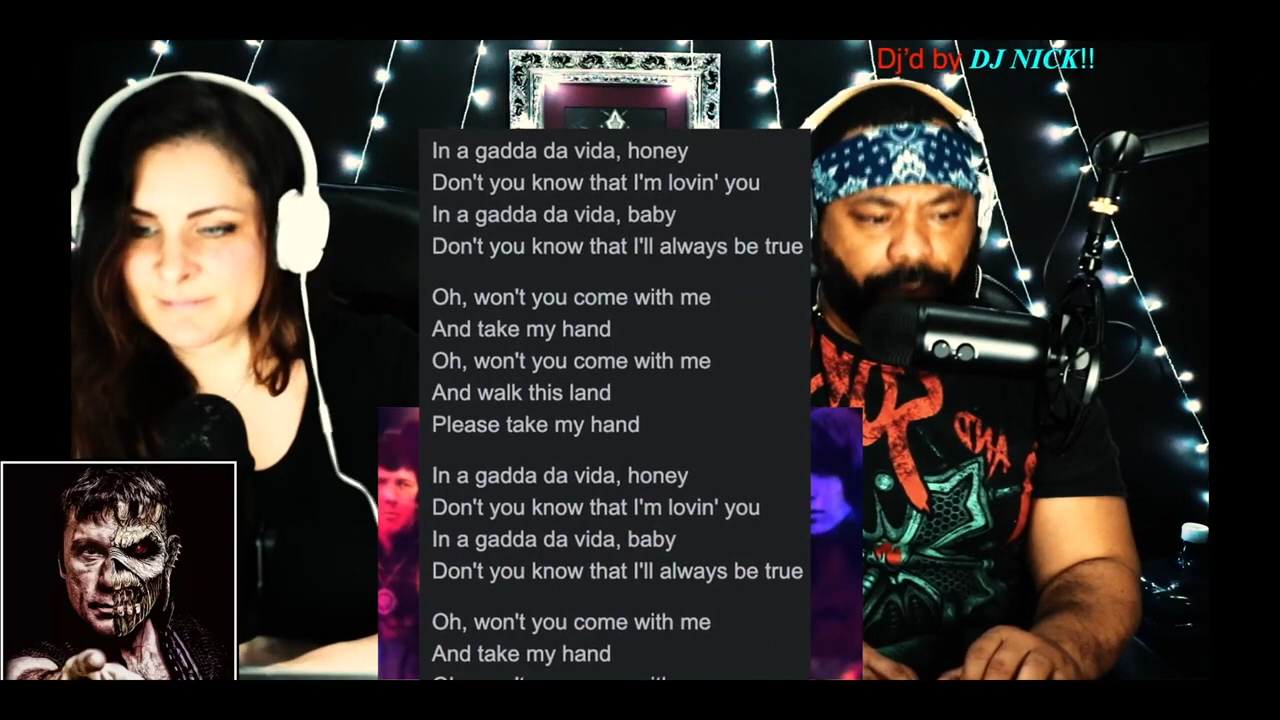 Dj'd by DJ NICK!!
In a gadda da vida, honey
Don't you know that I'm lovin' you
In a gadda da vida, baby
Don't you know that I'll always be true
Oh, won't you come with me
And take my hand
Oh, won't you come with me
And walk this land
Please take my hand
In a gadda da vida, honey
Don't you know that I'm lovin' you
In a gadda da vida, baby
Don't you know that I'll always be true
Oh, won't you come with me
And take my hand